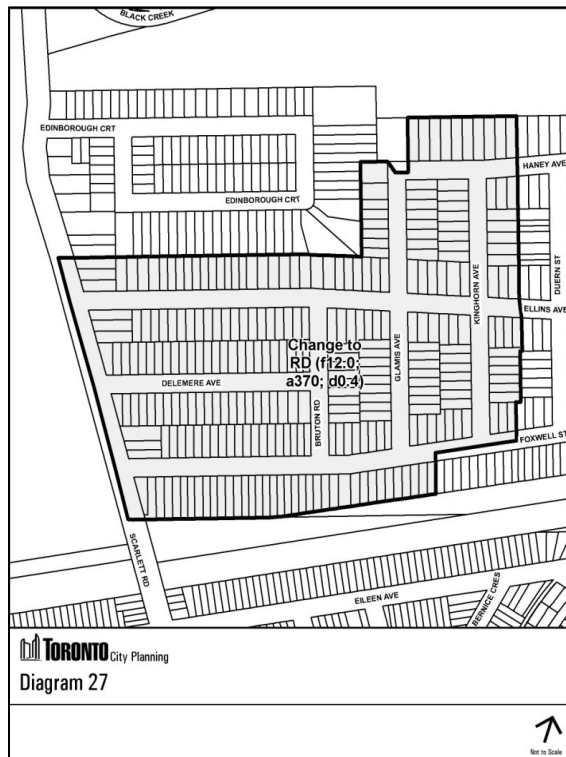 BLACK CREEK
EDINBOROUGH CRT
HANEY AVE
EDINBOROUGH CRT
DUERN ST
KINGHORN AVE
ELLINS AVE
GLAMIS AVE
Change to
RD (f12.0;
a370; d0.4)
DELEMERE AVE
BRUTON RD
FOXWELL ST
SCARLETT RD
EILEEN AVE
BERNICE CRES
TORONTO City Planning
Diagram 27
Not to Scale